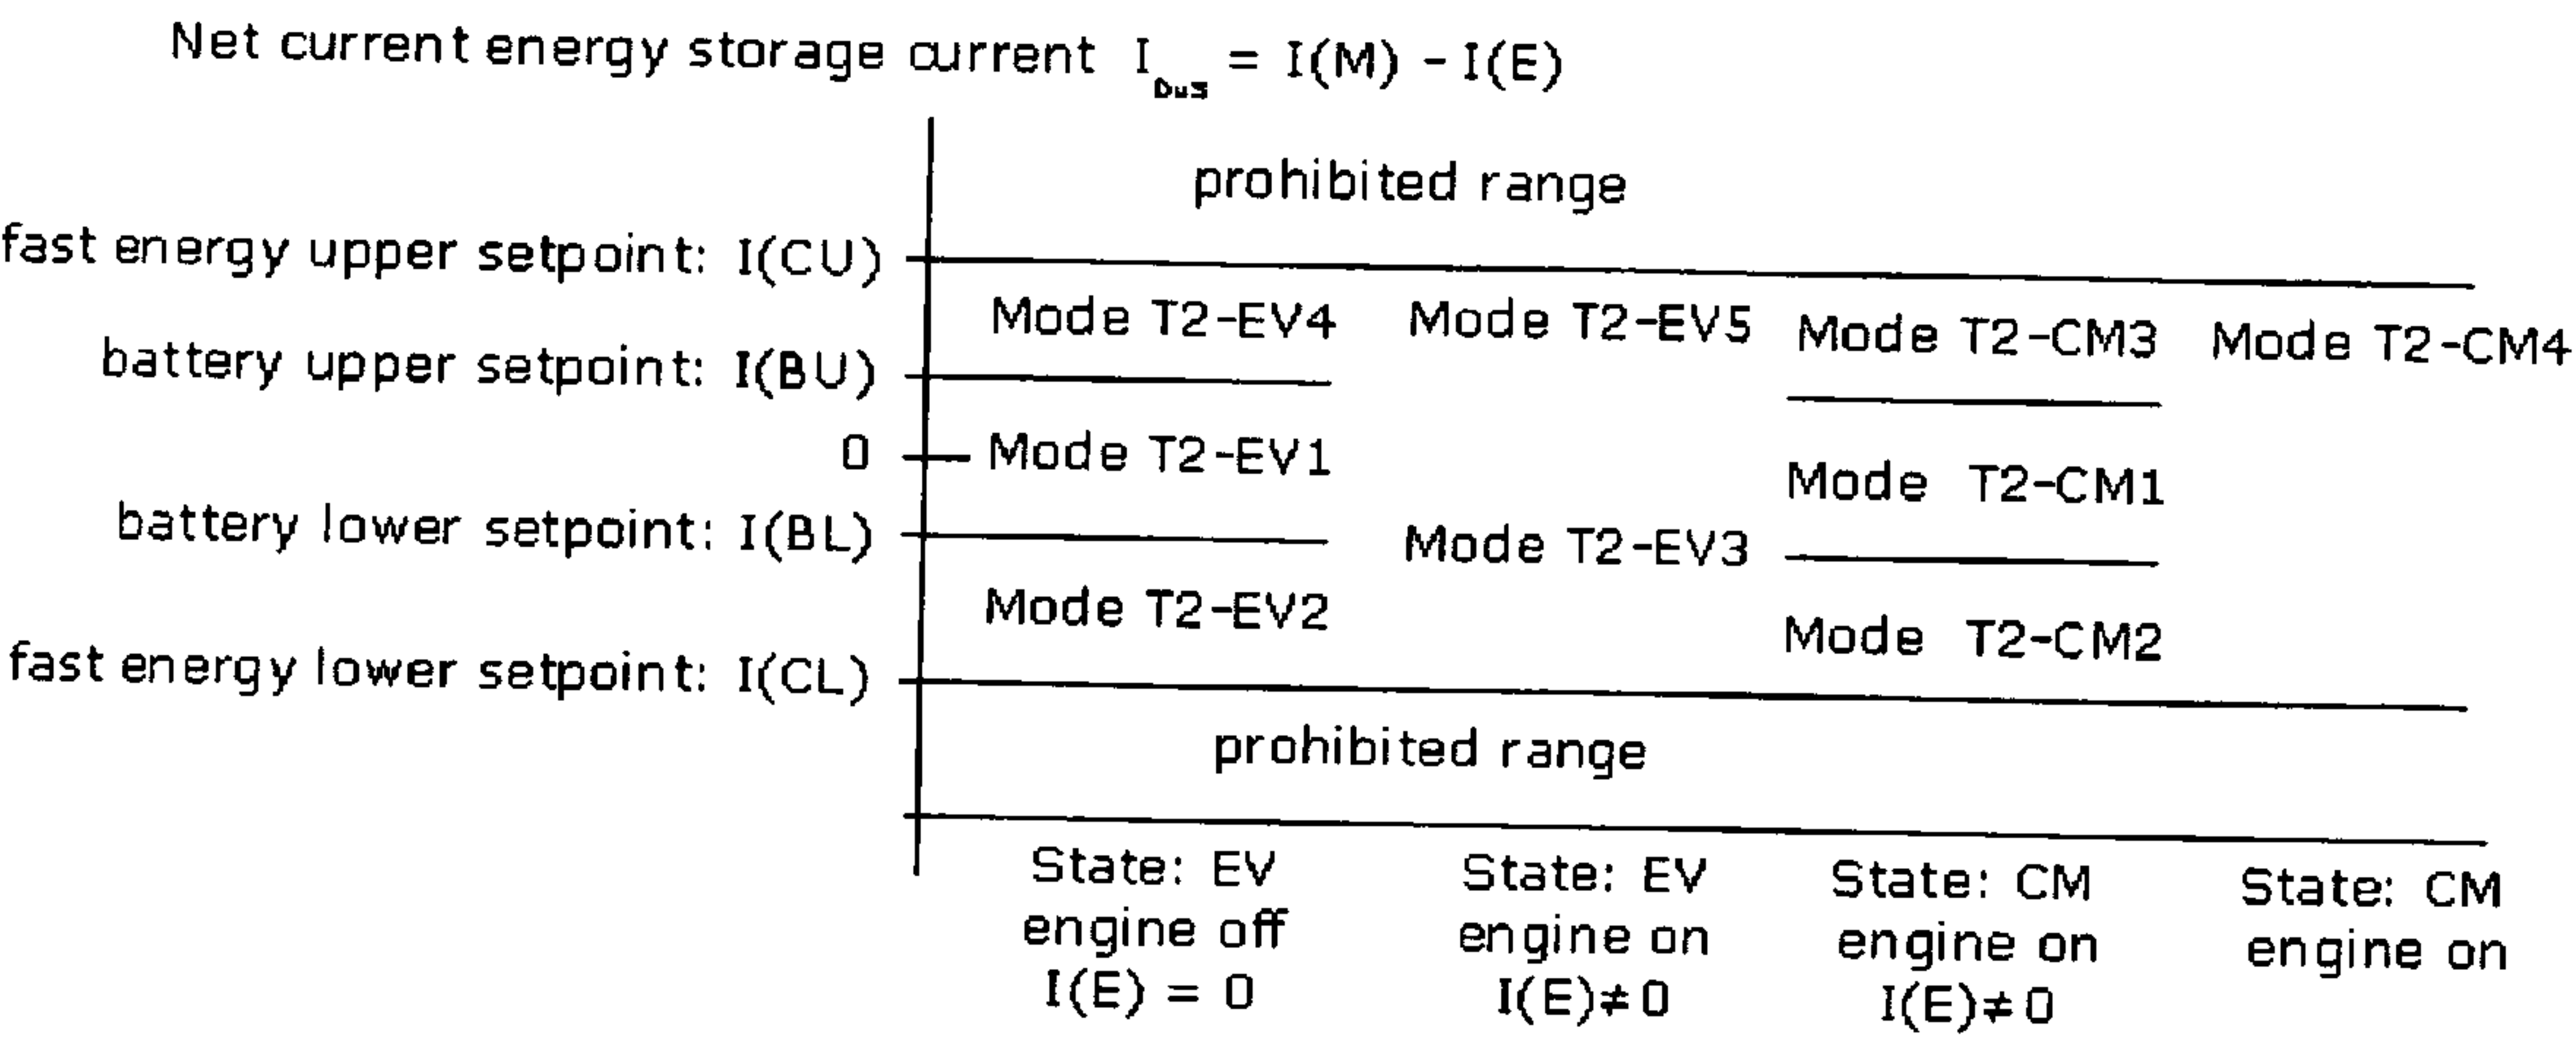 Net current energy storage current I_bus = I(M) - I(E)
prohibited range
fast energy upper setpoint: I(CU)
Mode T2-EV4 Mode T2-EV5 Mode T2-CM3 Mode T2-CM4
battery upper setpoint: I(BU)
0 Mode T2-EV1
Mode T2-CM1
battery lower setpoint: I(BL)
Mode T2-EV3
Mode T2-EV2
Mode T2-CM2
fast energy lower setpoint: I(CL)
prohibited range
State: EV
engine off
I(E) = 0
State: EV
engine on
I(E)≠0
State: CM
engine on
I(E)≠0
State: CM
engine on